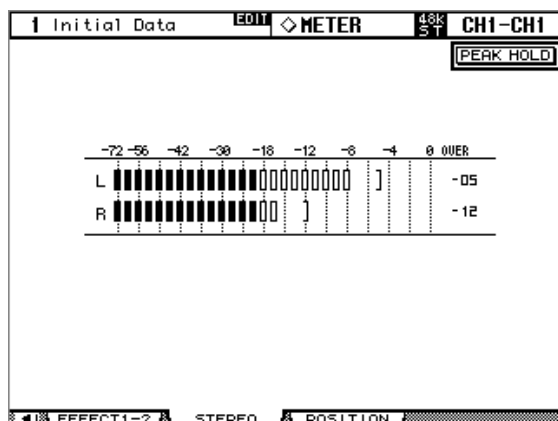 1 Initial Data EDIT ◇METER 48k ST CH1-CH1
PEAK HOLD
-72 -56 -42 -30 -18 -12 -8 -4 0 OVER
L -05
R -12
EFFECT1-2 STEREO POSITION